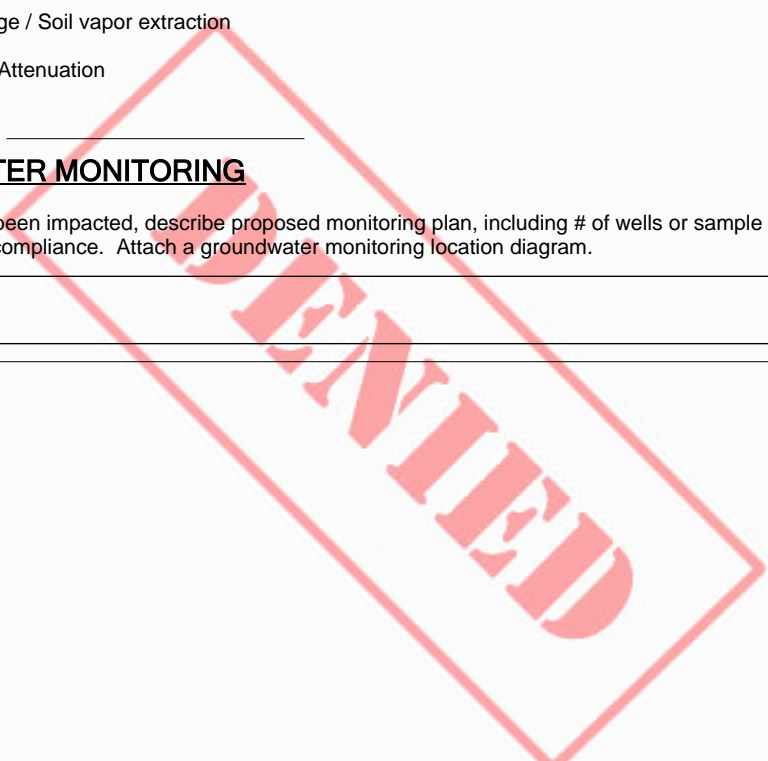 ge / Soil vapor extraction
Attenuation
TER MONITORING
been impacted, describe proposed monitoring plan, including # of wells or sample
compliance.  Attach a groundwater monitoring location diagram.
DENIED